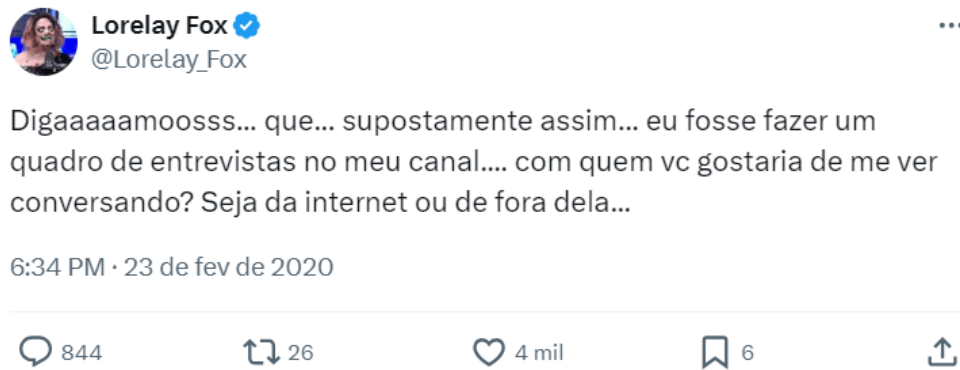 Lorelay Fox
@Lorelay_Fox
Digaaaaamoosss... que... supostamente assim... eu fosse fazer um
quadro de entrevistas no meu canal.... com quem vc gostaria de me ver
conversando? Seja da internet ou de fora dela...
6:34 PM · 23 de fev de 2020
844 26 4 mil 6